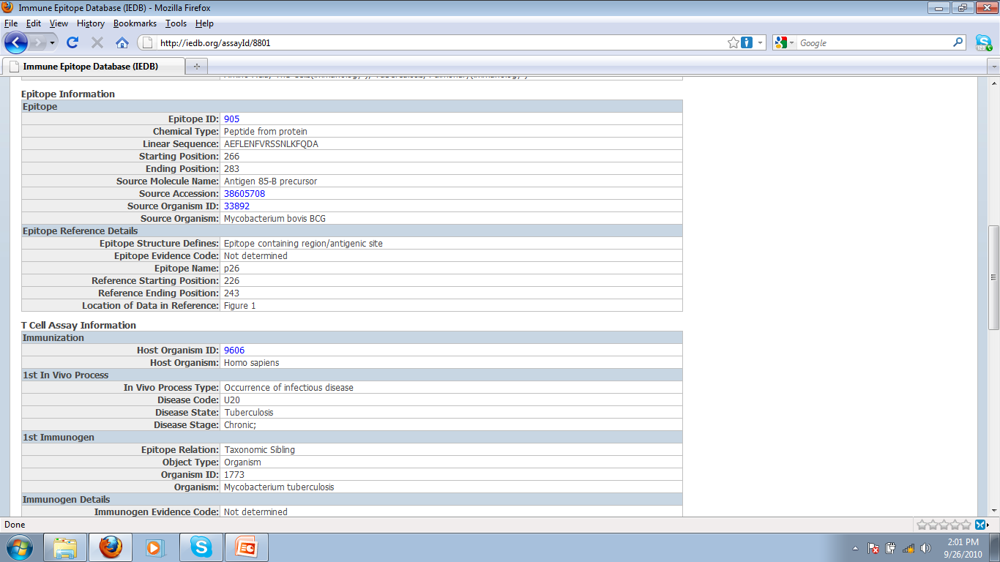 Immune Epitope Database (IEDB) - Mozilla Firefox
File Edit View History Bookmarks Tools Help
http://iedb.org/assayId/8801
Google
Immune Epitope Database (IEDB)
Epitope Information
Epitope
Epitope ID: 905
Chemical Type: Peptide from protein
Linear Sequence: AEFLENFVRSSNLKFQDA
Starting Position: 266
Ending Position: 283
Source Molecule Name: Antigen 85-B precursor
Source Accession: 38605708
Source Organism ID: 33892
Source Organism: Mycobacterium bovis BCG
Epitope Reference Details
Epitope Structure Defines: Epitope containing region/antigenic site
Epitope Evidence Code: Not determined
Epitope Name: p26
Reference Starting Position: 226
Reference Ending Position: 243
Location of Data in Reference: Figure 1
T Cell Assay Information
Immunization
Host Organism ID: 9606
Host Organism: Homo sapiens
1st In Vivo Process
In Vivo Process Type: Occurrence of infectious disease
Disease Code: U20
Disease State: Tuberculosis
Disease Stage: Chronic;
1st Immunogen
Epitope Relation: Taxonomic Sibling
Object Type: Organism
Organism ID: 1773
Organism: Mycobacterium tuberculosis
Immunogen Details
Immunogen Evidence Code: Not determined
Done
2:01 PM
9/26/2010